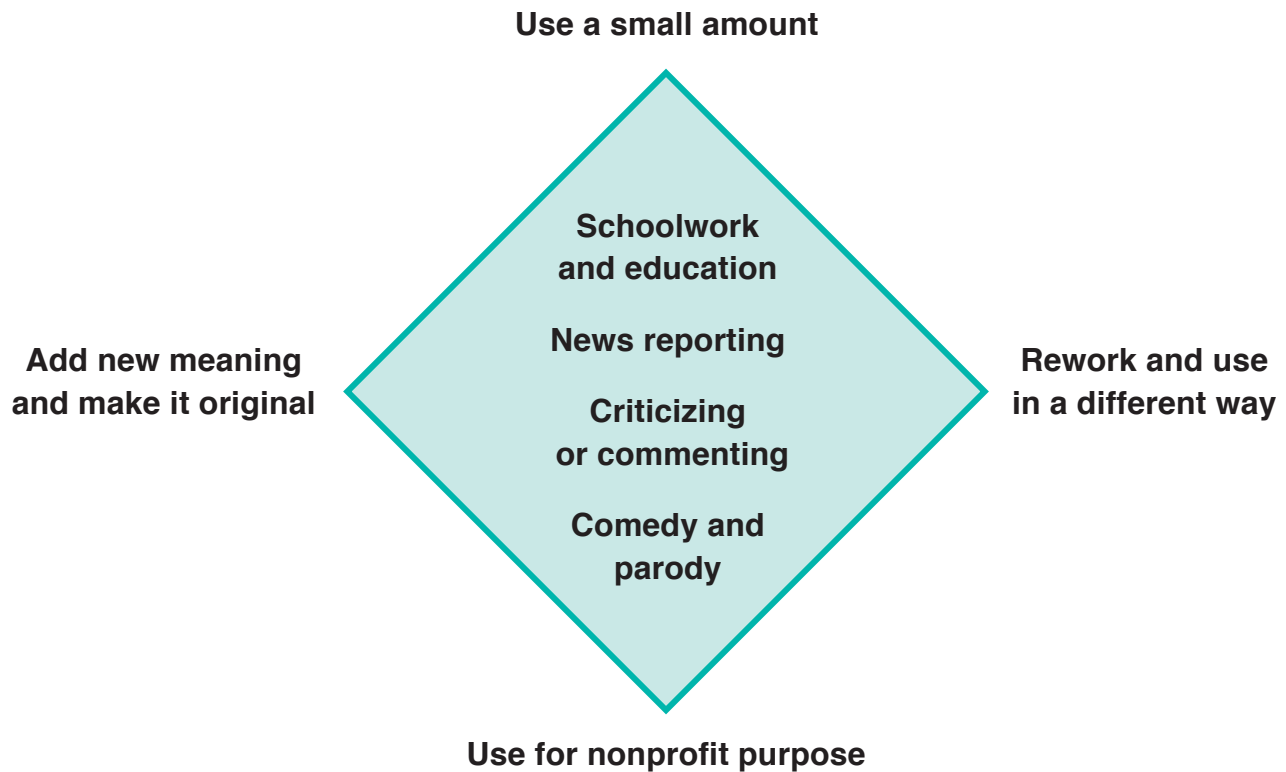 Use a small amount
Schoolwork
and education
News reporting
Add new meaning
and make it original
Rework and use
in a different way
Criticizing
or commenting
Comedy and
parody
Use for nonprofit purpose